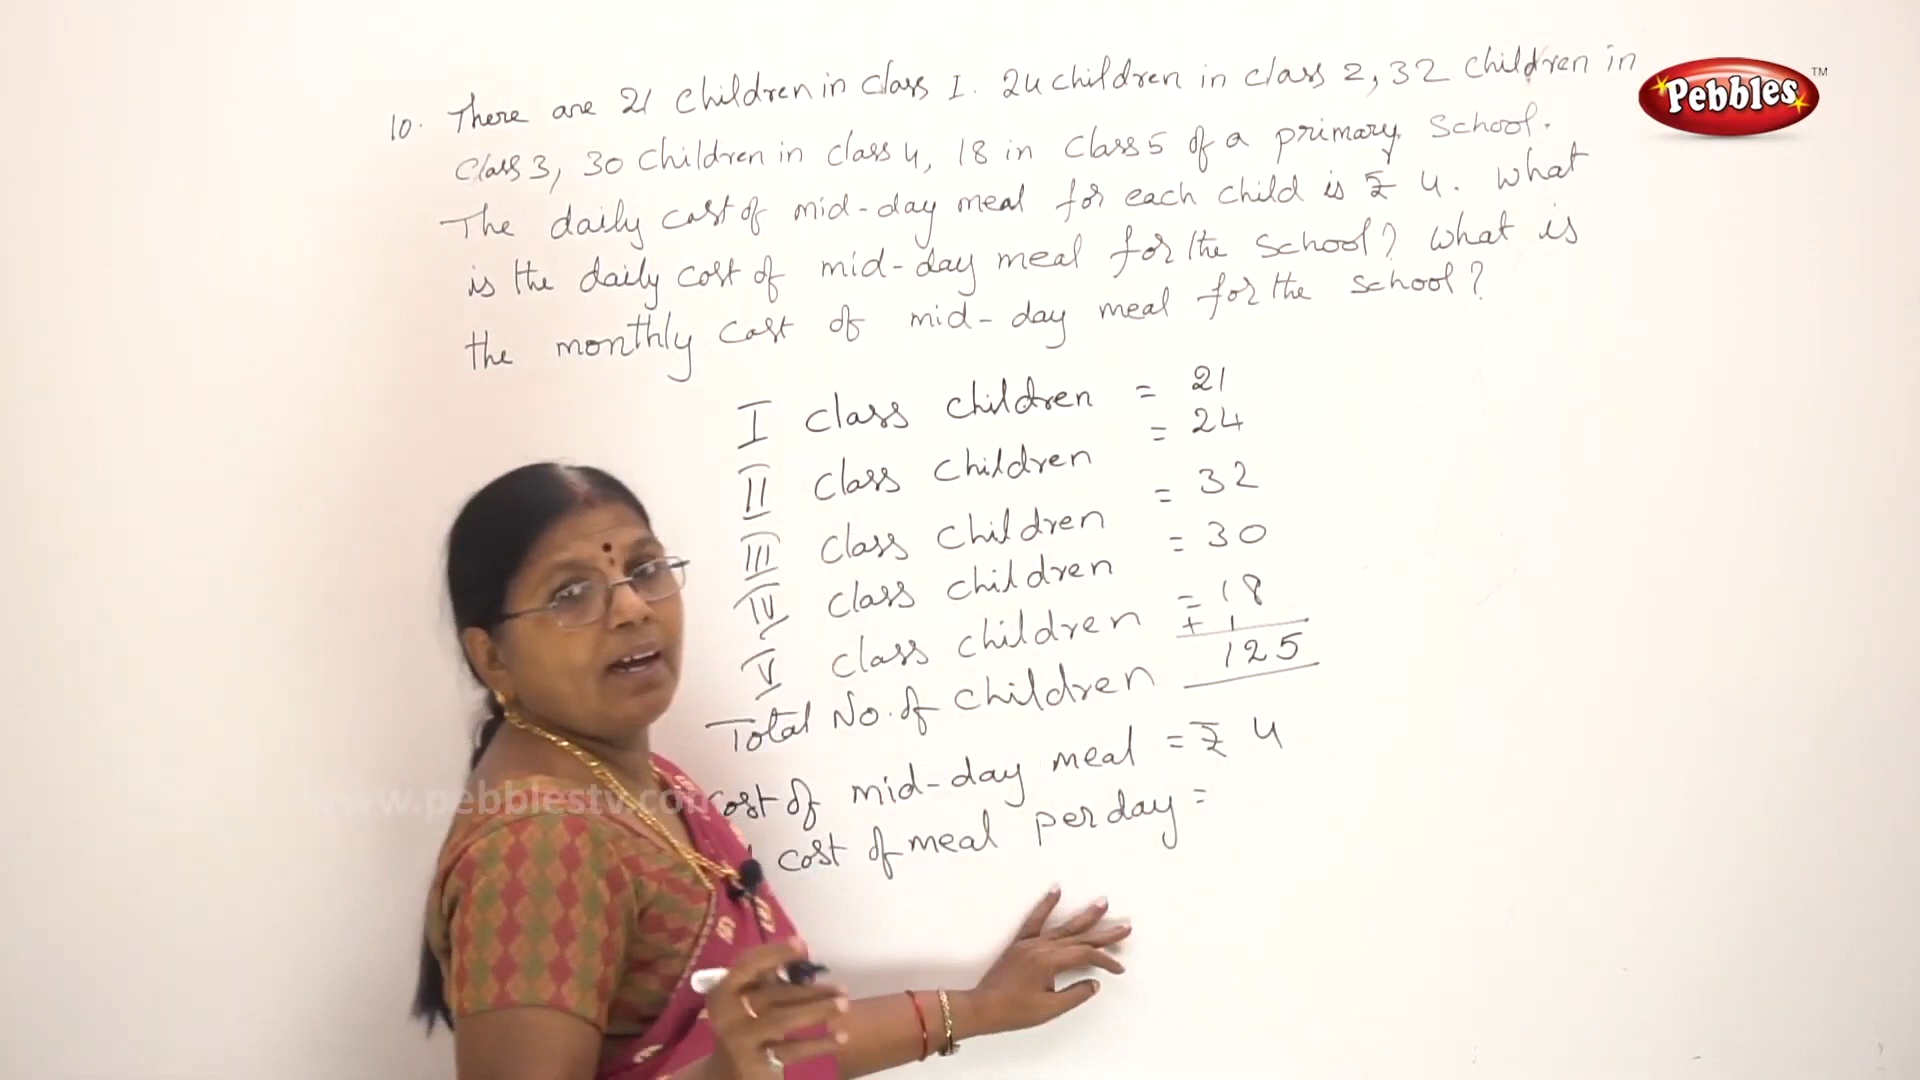 10. There are 21 children in class I. 24 children in class 2, 32 children in
class 3, 30 children in class 4, 18 in class 5 of a primary school.
The daily cost of mid-day meal for each child is ₹ 4. What
is the daily cost of mid-day meal for the school? What is
the monthly cost of mid-day meal for the school?
Pebbles TM
I class children = 21
II class children = 24
III class children = 32
IV class children = 30
V class children = 18
+ 1
Total No. of children 125
cost of mid-day meal = ₹ 4
cost of meal per day =
www.pebblestv.com